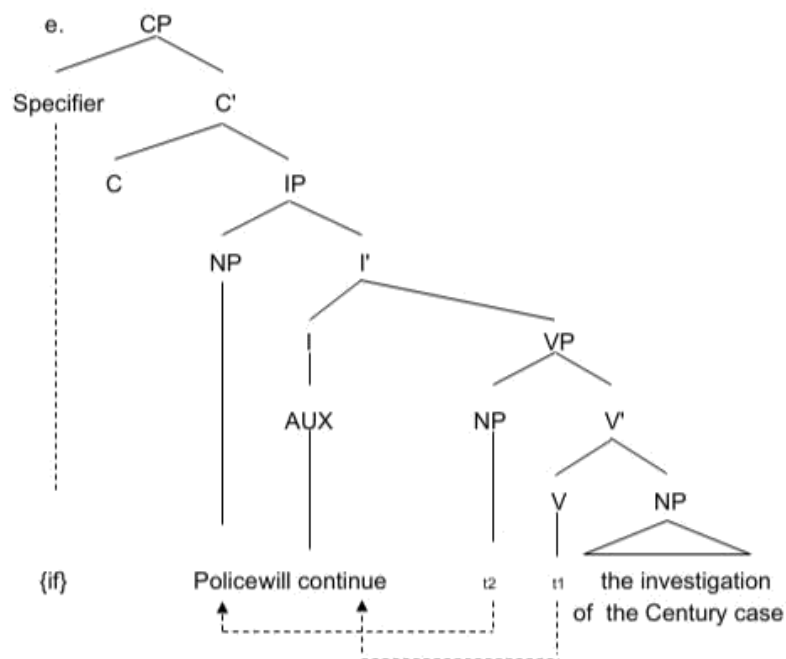 e. CP
Specifier C'
C IP
NP I'
I VP
AUX NP V'
V NP
{if} Policewill continue t2 t1 the investigation
of the Century case